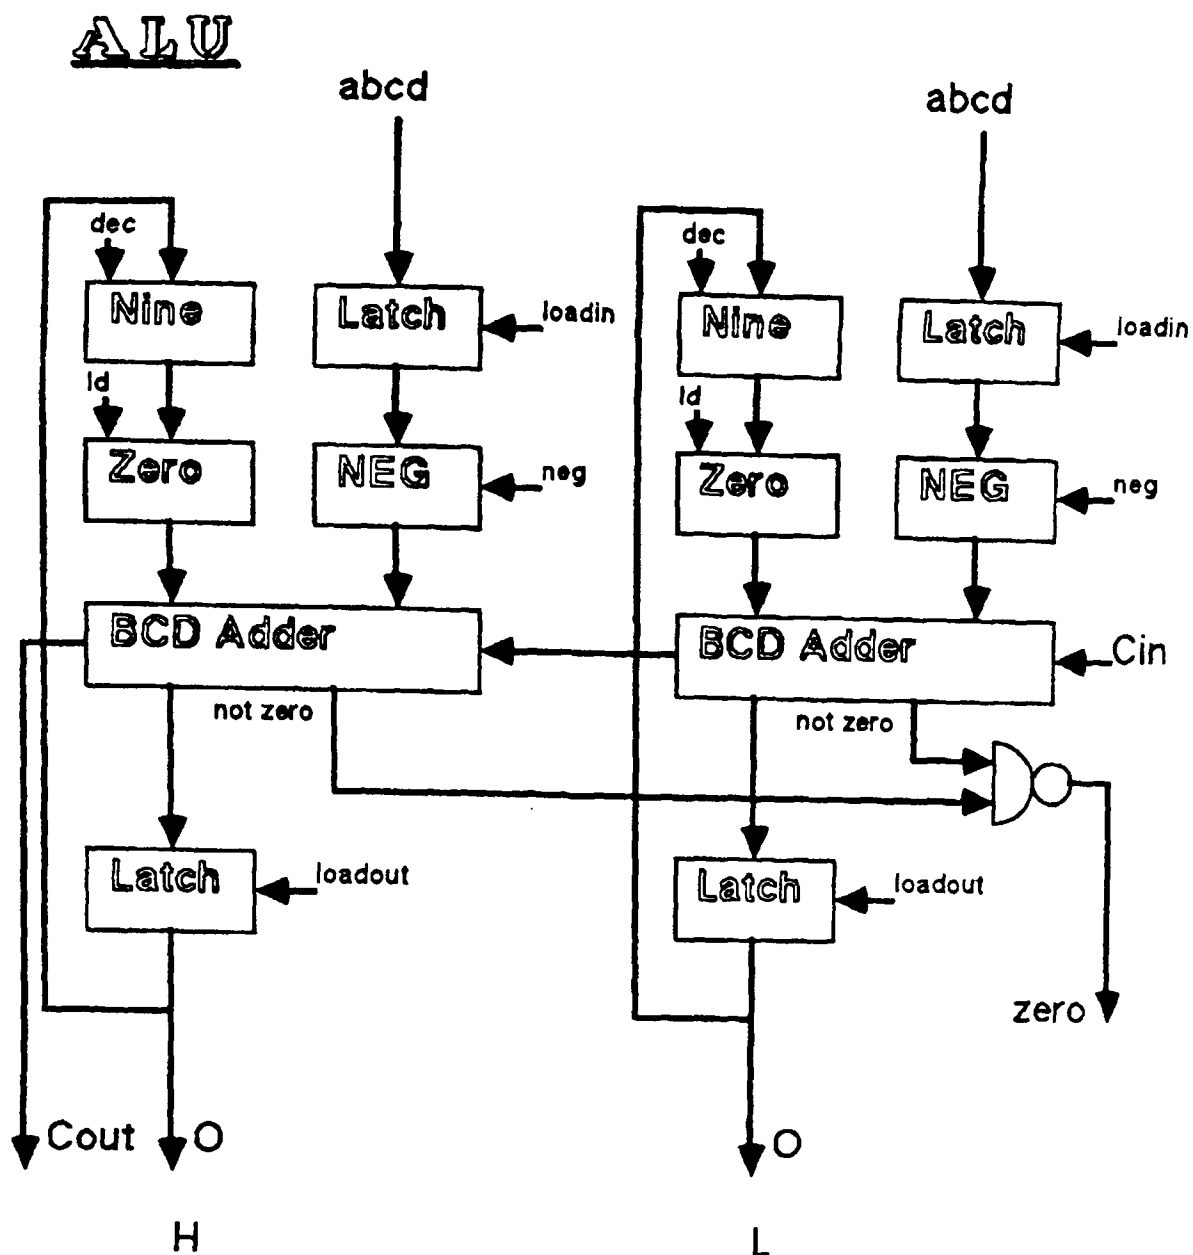 ALU
abcd
abcd
dec
Nine
Latch
loadin
dec
Nine
Latch
loadin
ld
Zero
NEG
neg
ld
Zero
NEG
neg
BCD Adder
BCD Adder
Cin
not zero
not zero
Latch
loadout
Latch
loadout
zero
Cout
O
O
H
L